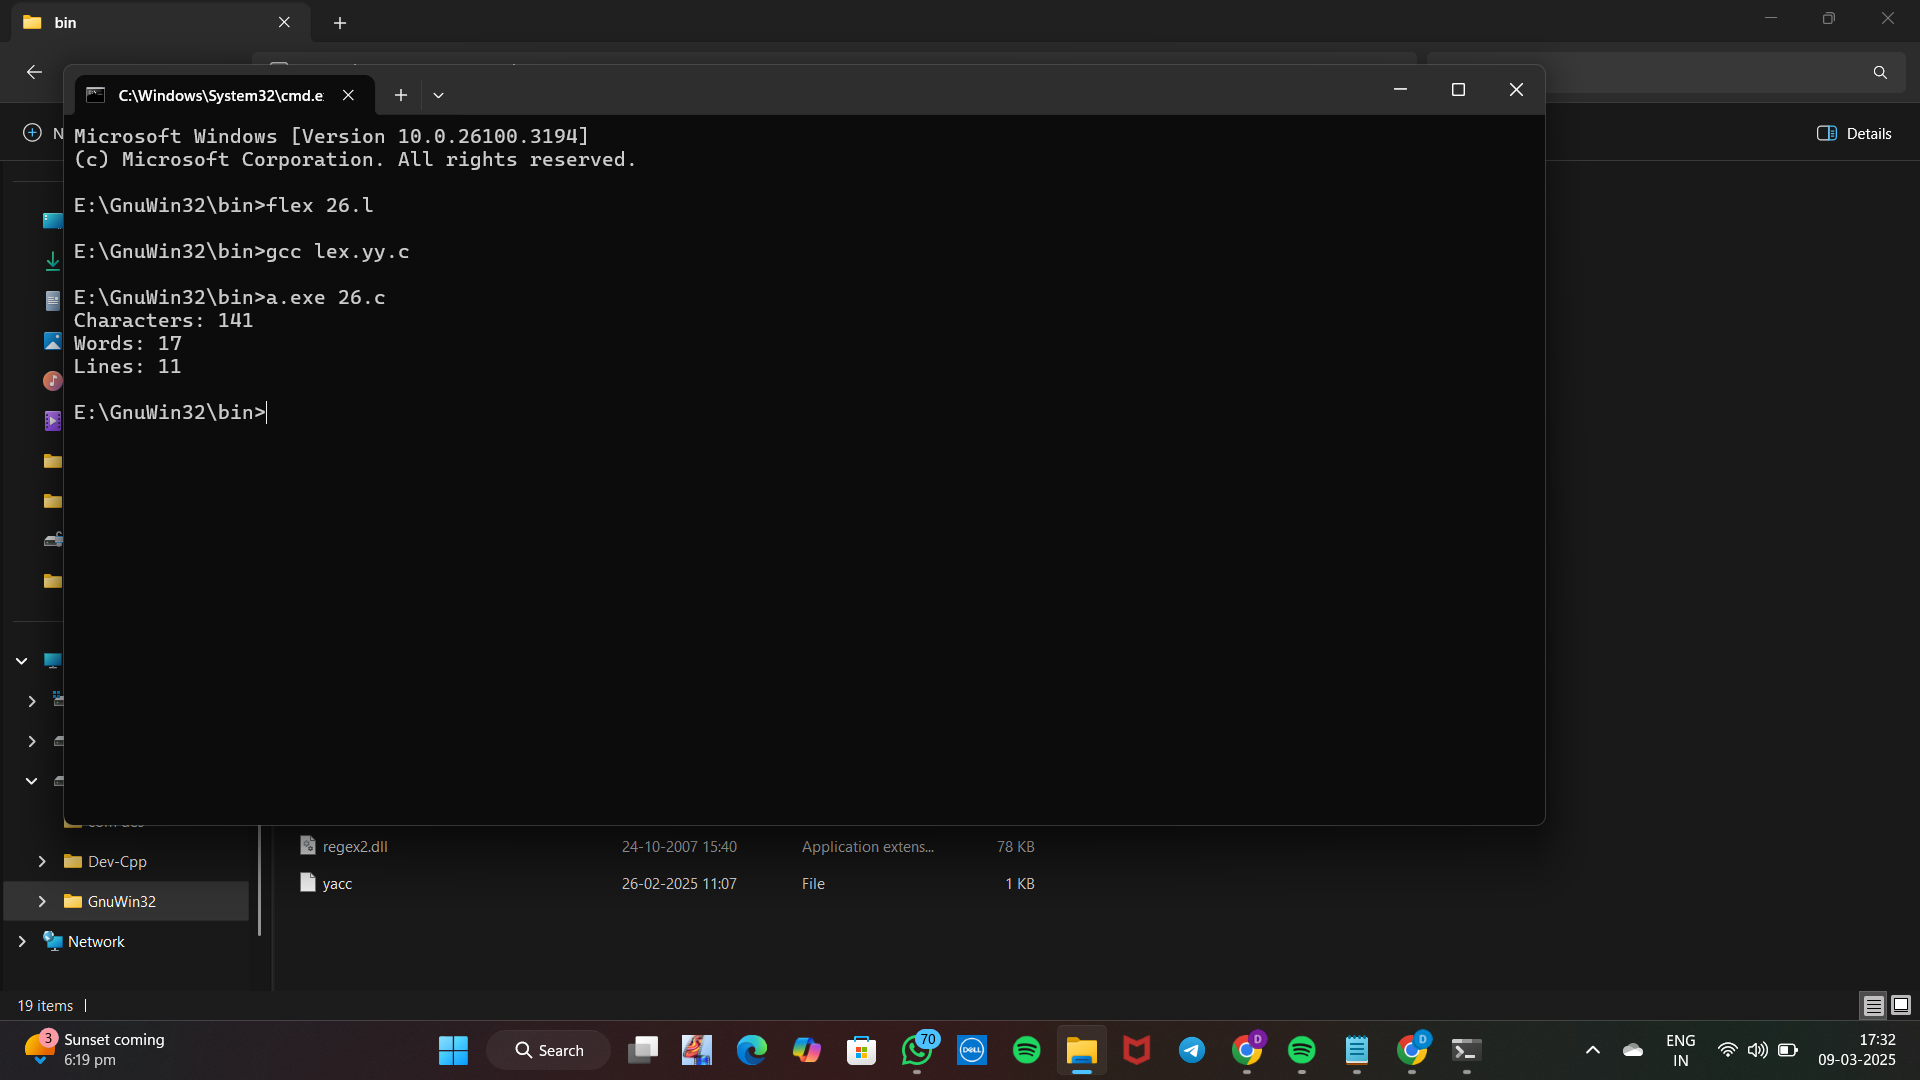 bin
C:\Windows\System32\cmd.e
N
Details
Microsoft Windows [Version 10.0.26100.3194]
(c) Microsoft Corporation. All rights reserved.
E:\GnuWin32\bin>flex 26.l
E:\GnuWin32\bin>gcc lex.yy.c
E:\GnuWin32\bin>a.exe 26.c
Characters: 141
Words: 17
Lines: 11
E:\GnuWin32\bin>
regex2.dll 24-10-2007 15:40 Application extens... 78 KB
Dev-Cpp
yacc 26-02-2025 11:07 File 1 KB
GnuWin32
Network
19 items
3 Sunset coming
6:19 pm
Search
70
DELL
D
D
ENG
IN
17:32
09-03-2025